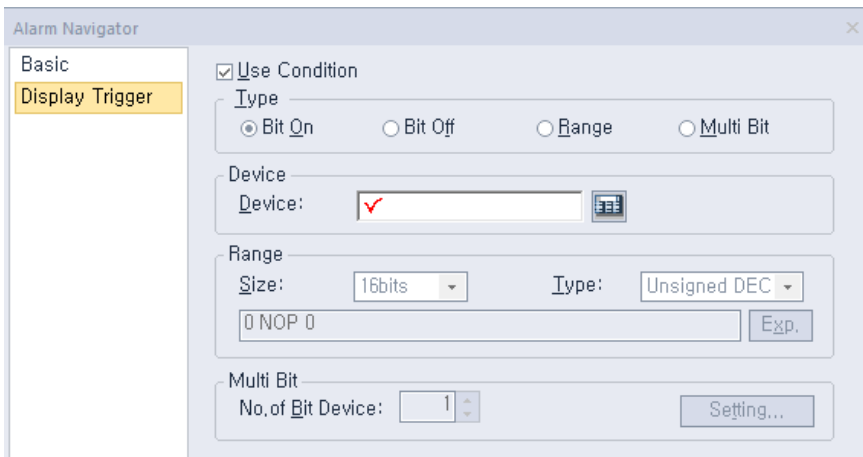 Alarm Navigator
Basic
Display Trigger
Use Condition
Type
Bit On Bit Off Range Multi Bit
Device
Device:
Range
Size: 16bits Type: Unsigned DEC
0 NOP 0 Exp.
Multi Bit
No.of Bit Device: 1 Setting...